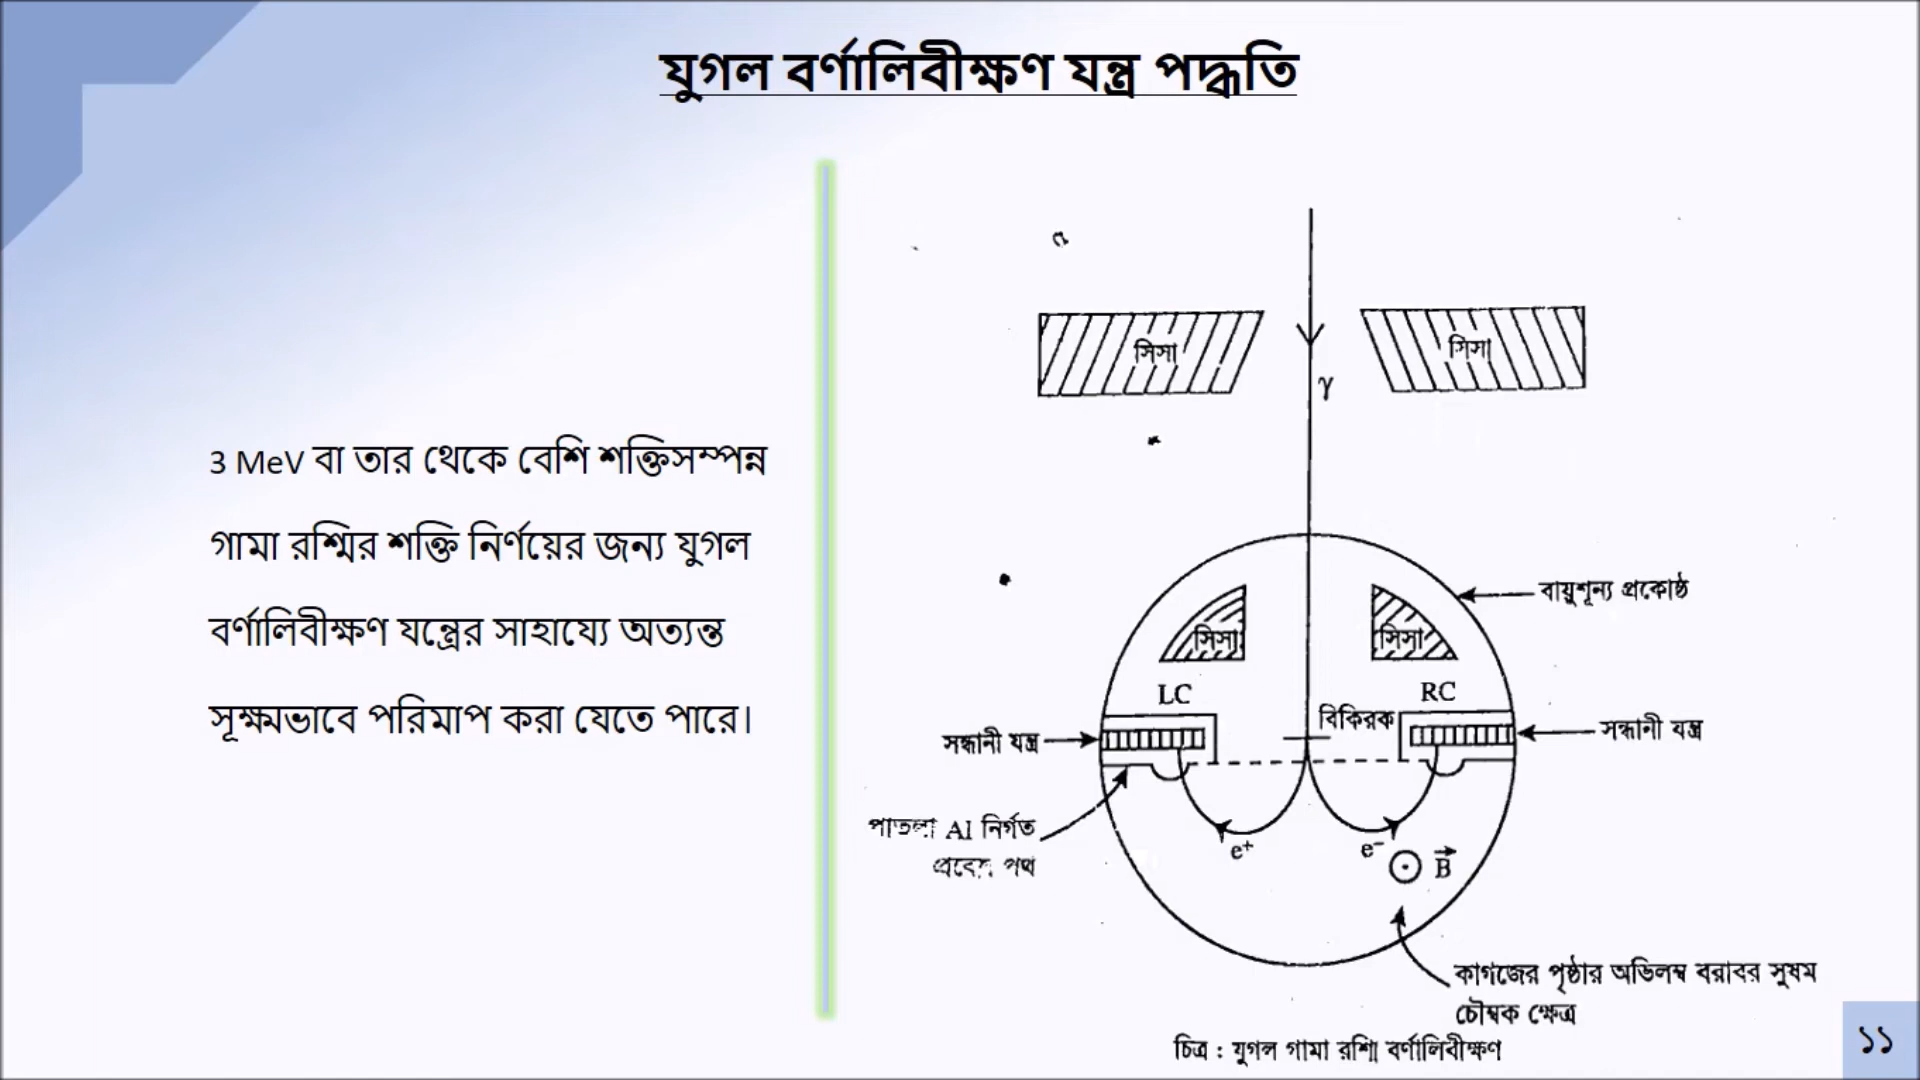 যুগল বর্ণালিবীক্ষণ যন্ত্র পদ্ধতি
3 MeV বা তার থেকে বেশি শক্তিসম্পন্ন
গামা রশ্মির শক্তি নির্ণয়ের জন্য যুগল
বর্ণালিবীক্ষণ যন্ত্রের সাহায্যে অত্যন্ত
সূক্ষ্মভাবে পরিমাপ করা যেতে পারে।
সিসা
সিসা
γ
বায়ুশূন্য প্রকোষ্ঠ
সিসা
সিসা
LC
RC
বিকিরক
সন্ধানী যন্ত্র
সন্ধানী যন্ত্র
পাতলা Al নির্গত
প্রবেশ পথ
e⁺
e⁻
B
কাগজের পৃষ্ঠার অভিলম্ব বরাবর সুষম
চৌম্বক ক্ষেত্র
চিত্র : যুগল গামা রশ্মি বর্ণালিবীক্ষণ
১১